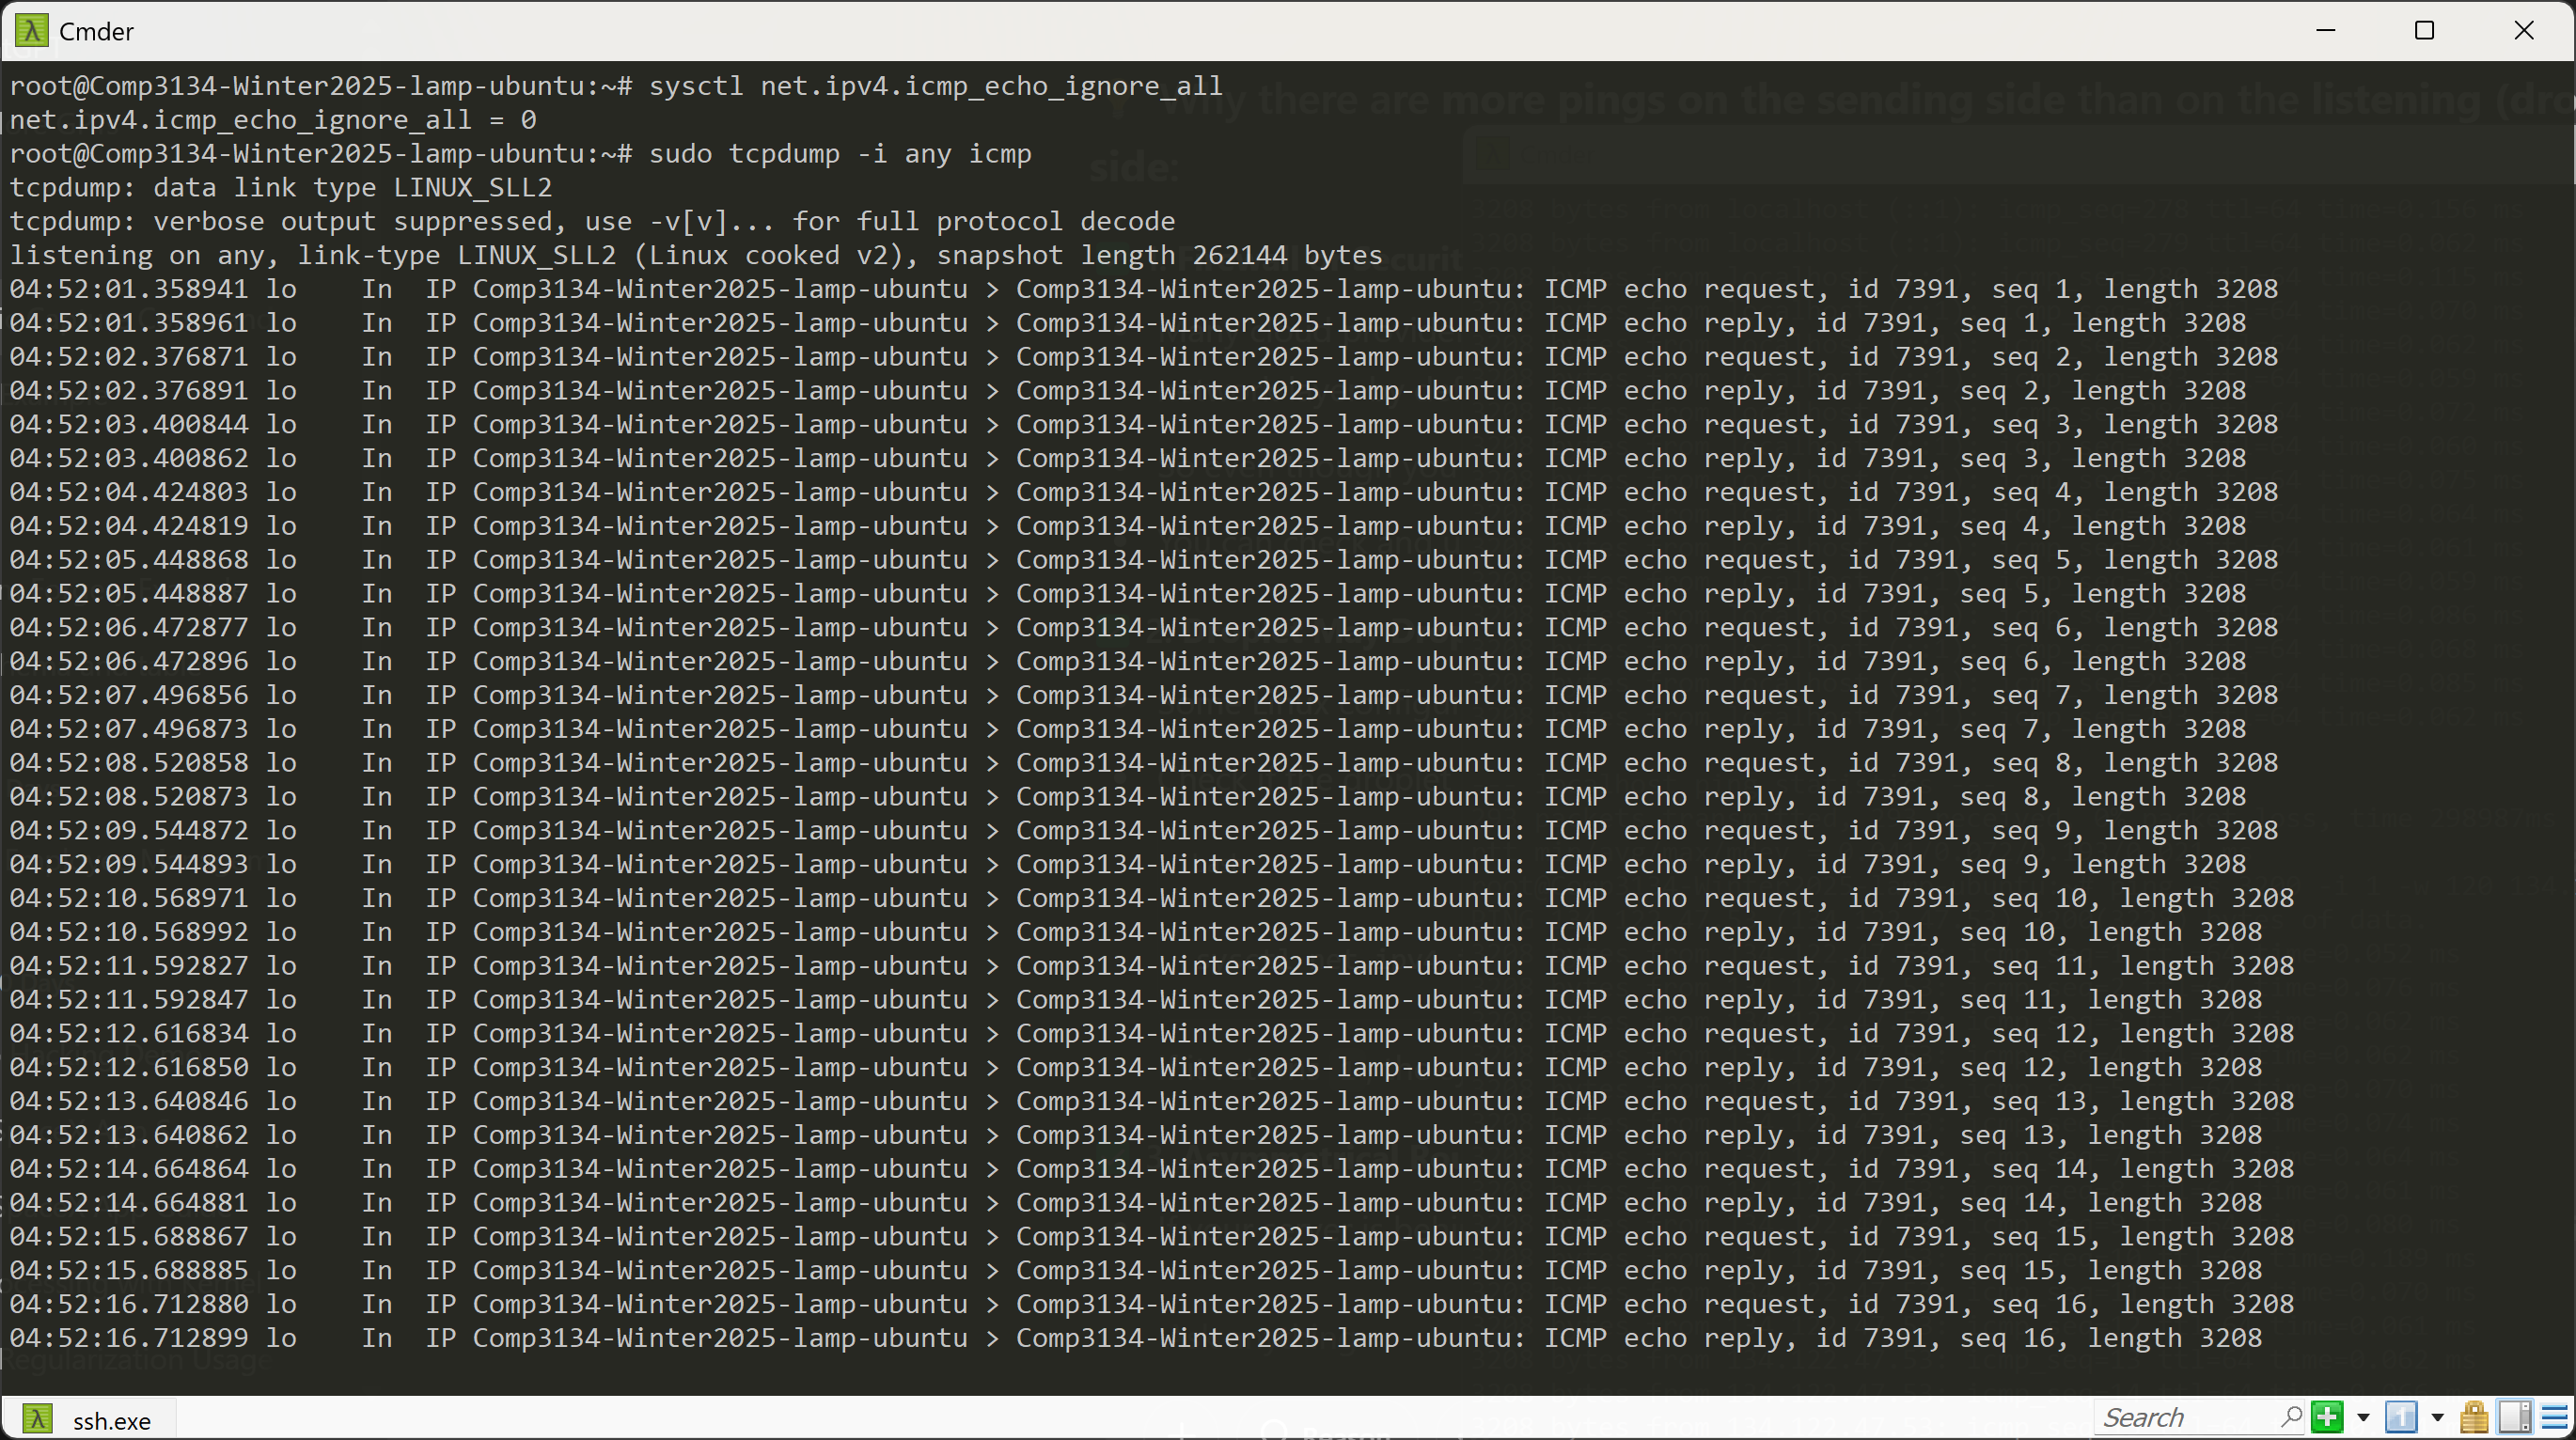 Cmder
root@Comp3134-Winter2025-lamp-ubuntu:~# sysctl net.ipv4.icmp_echo_ignore_all
net.ipv4.icmp_echo_ignore_all = 0
root@Comp3134-Winter2025-lamp-ubuntu:~# sudo tcpdump -i any icmp
tcpdump: data link type LINUX_SLL2
tcpdump: verbose output suppressed, use -v[v]... for full protocol decode
listening on any, link-type LINUX_SLL2 (Linux cooked v2), snapshot length 262144 bytes
04:52:01.358941 lo    In  IP Comp3134-Winter2025-lamp-ubuntu > Comp3134-Winter2025-lamp-ubuntu: ICMP echo request, id 7391, seq 1, length 3208
04:52:01.358961 lo    In  IP Comp3134-Winter2025-lamp-ubuntu > Comp3134-Winter2025-lamp-ubuntu: ICMP echo reply, id 7391, seq 1, length 3208
04:52:02.376871 lo    In  IP Comp3134-Winter2025-lamp-ubuntu > Comp3134-Winter2025-lamp-ubuntu: ICMP echo request, id 7391, seq 2, length 3208
04:52:02.376891 lo    In  IP Comp3134-Winter2025-lamp-ubuntu > Comp3134-Winter2025-lamp-ubuntu: ICMP echo reply, id 7391, seq 2, length 3208
04:52:03.400844 lo    In  IP Comp3134-Winter2025-lamp-ubuntu > Comp3134-Winter2025-lamp-ubuntu: ICMP echo request, id 7391, seq 3, length 3208
04:52:03.400862 lo    In  IP Comp3134-Winter2025-lamp-ubuntu > Comp3134-Winter2025-lamp-ubuntu: ICMP echo reply, id 7391, seq 3, length 3208
04:52:04.424803 lo    In  IP Comp3134-Winter2025-lamp-ubuntu > Comp3134-Winter2025-lamp-ubuntu: ICMP echo request, id 7391, seq 4, length 3208
04:52:04.424819 lo    In  IP Comp3134-Winter2025-lamp-ubuntu > Comp3134-Winter2025-lamp-ubuntu: ICMP echo reply, id 7391, seq 4, length 3208
04:52:05.448868 lo    In  IP Comp3134-Winter2025-lamp-ubuntu > Comp3134-Winter2025-lamp-ubuntu: ICMP echo request, id 7391, seq 5, length 3208
04:52:05.448887 lo    In  IP Comp3134-Winter2025-lamp-ubuntu > Comp3134-Winter2025-lamp-ubuntu: ICMP echo reply, id 7391, seq 5, length 3208
04:52:06.472877 lo    In  IP Comp3134-Winter2025-lamp-ubuntu > Comp3134-Winter2025-lamp-ubuntu: ICMP echo request, id 7391, seq 6, length 3208
04:52:06.472896 lo    In  IP Comp3134-Winter2025-lamp-ubuntu > Comp3134-Winter2025-lamp-ubuntu: ICMP echo reply, id 7391, seq 6, length 3208
04:52:07.496856 lo    In  IP Comp3134-Winter2025-lamp-ubuntu > Comp3134-Winter2025-lamp-ubuntu: ICMP echo request, id 7391, seq 7, length 3208
04:52:07.496873 lo    In  IP Comp3134-Winter2025-lamp-ubuntu > Comp3134-Winter2025-lamp-ubuntu: ICMP echo reply, id 7391, seq 7, length 3208
04:52:08.520858 lo    In  IP Comp3134-Winter2025-lamp-ubuntu > Comp3134-Winter2025-lamp-ubuntu: ICMP echo request, id 7391, seq 8, length 3208
04:52:08.520873 lo    In  IP Comp3134-Winter2025-lamp-ubuntu > Comp3134-Winter2025-lamp-ubuntu: ICMP echo reply, id 7391, seq 8, length 3208
04:52:09.544872 lo    In  IP Comp3134-Winter2025-lamp-ubuntu > Comp3134-Winter2025-lamp-ubuntu: ICMP echo request, id 7391, seq 9, length 3208
04:52:09.544893 lo    In  IP Comp3134-Winter2025-lamp-ubuntu > Comp3134-Winter2025-lamp-ubuntu: ICMP echo reply, id 7391, seq 9, length 3208
04:52:10.568971 lo    In  IP Comp3134-Winter2025-lamp-ubuntu > Comp3134-Winter2025-lamp-ubuntu: ICMP echo request, id 7391, seq 10, length 3208
04:52:10.568992 lo    In  IP Comp3134-Winter2025-lamp-ubuntu > Comp3134-Winter2025-lamp-ubuntu: ICMP echo reply, id 7391, seq 10, length 3208
04:52:11.592827 lo    In  IP Comp3134-Winter2025-lamp-ubuntu > Comp3134-Winter2025-lamp-ubuntu: ICMP echo request, id 7391, seq 11, length 3208
04:52:11.592847 lo    In  IP Comp3134-Winter2025-lamp-ubuntu > Comp3134-Winter2025-lamp-ubuntu: ICMP echo reply, id 7391, seq 11, length 3208
04:52:12.616834 lo    In  IP Comp3134-Winter2025-lamp-ubuntu > Comp3134-Winter2025-lamp-ubuntu: ICMP echo request, id 7391, seq 12, length 3208
04:52:12.616850 lo    In  IP Comp3134-Winter2025-lamp-ubuntu > Comp3134-Winter2025-lamp-ubuntu: ICMP echo reply, id 7391, seq 12, length 3208
04:52:13.640846 lo    In  IP Comp3134-Winter2025-lamp-ubuntu > Comp3134-Winter2025-lamp-ubuntu: ICMP echo request, id 7391, seq 13, length 3208
04:52:13.640862 lo    In  IP Comp3134-Winter2025-lamp-ubuntu > Comp3134-Winter2025-lamp-ubuntu: ICMP echo reply, id 7391, seq 13, length 3208
04:52:14.664864 lo    In  IP Comp3134-Winter2025-lamp-ubuntu > Comp3134-Winter2025-lamp-ubuntu: ICMP echo request, id 7391, seq 14, length 3208
04:52:14.664881 lo    In  IP Comp3134-Winter2025-lamp-ubuntu > Comp3134-Winter2025-lamp-ubuntu: ICMP echo reply, id 7391, seq 14, length 3208
04:52:15.688867 lo    In  IP Comp3134-Winter2025-lamp-ubuntu > Comp3134-Winter2025-lamp-ubuntu: ICMP echo request, id 7391, seq 15, length 3208
04:52:15.688885 lo    In  IP Comp3134-Winter2025-lamp-ubuntu > Comp3134-Winter2025-lamp-ubuntu: ICMP echo reply, id 7391, seq 15, length 3208
04:52:16.712880 lo    In  IP Comp3134-Winter2025-lamp-ubuntu > Comp3134-Winter2025-lamp-ubuntu: ICMP echo request, id 7391, seq 16, length 3208
04:52:16.712899 lo    In  IP Comp3134-Winter2025-lamp-ubuntu > Comp3134-Winter2025-lamp-ubuntu: ICMP echo reply, id 7391, seq 16, length 3208
ssh.exe
Search
1